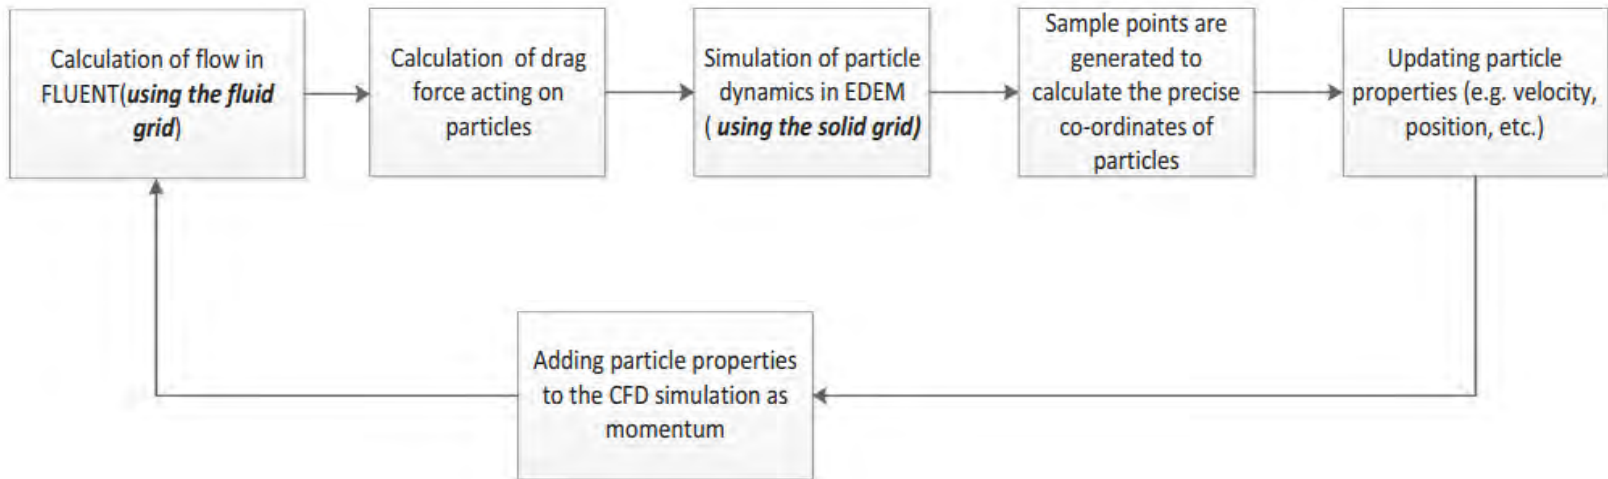 Calculation of flow in
FLUENT(using the fluid
grid)
Calculation of drag
force acting on
particles
Simulation of particle
dynamics in EDEM
( using the solid grid)
Sample points are
generated to
calculate the precise
co-ordinates of
particles
Updating particle
properties (e.g. velocity,
position, etc.)
Adding particle properties
to the CFD simulation as
momentum